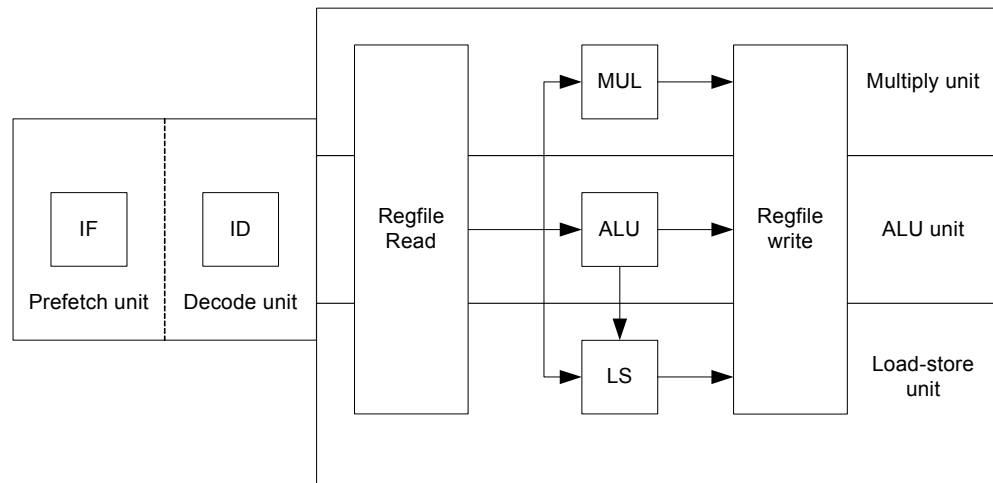 MUL
Multiply unit
IF
ID
Regfile
Read
ALU
Regfile
write
ALU unit
Prefetch unit
Decode unit
LS
Load-store
unit